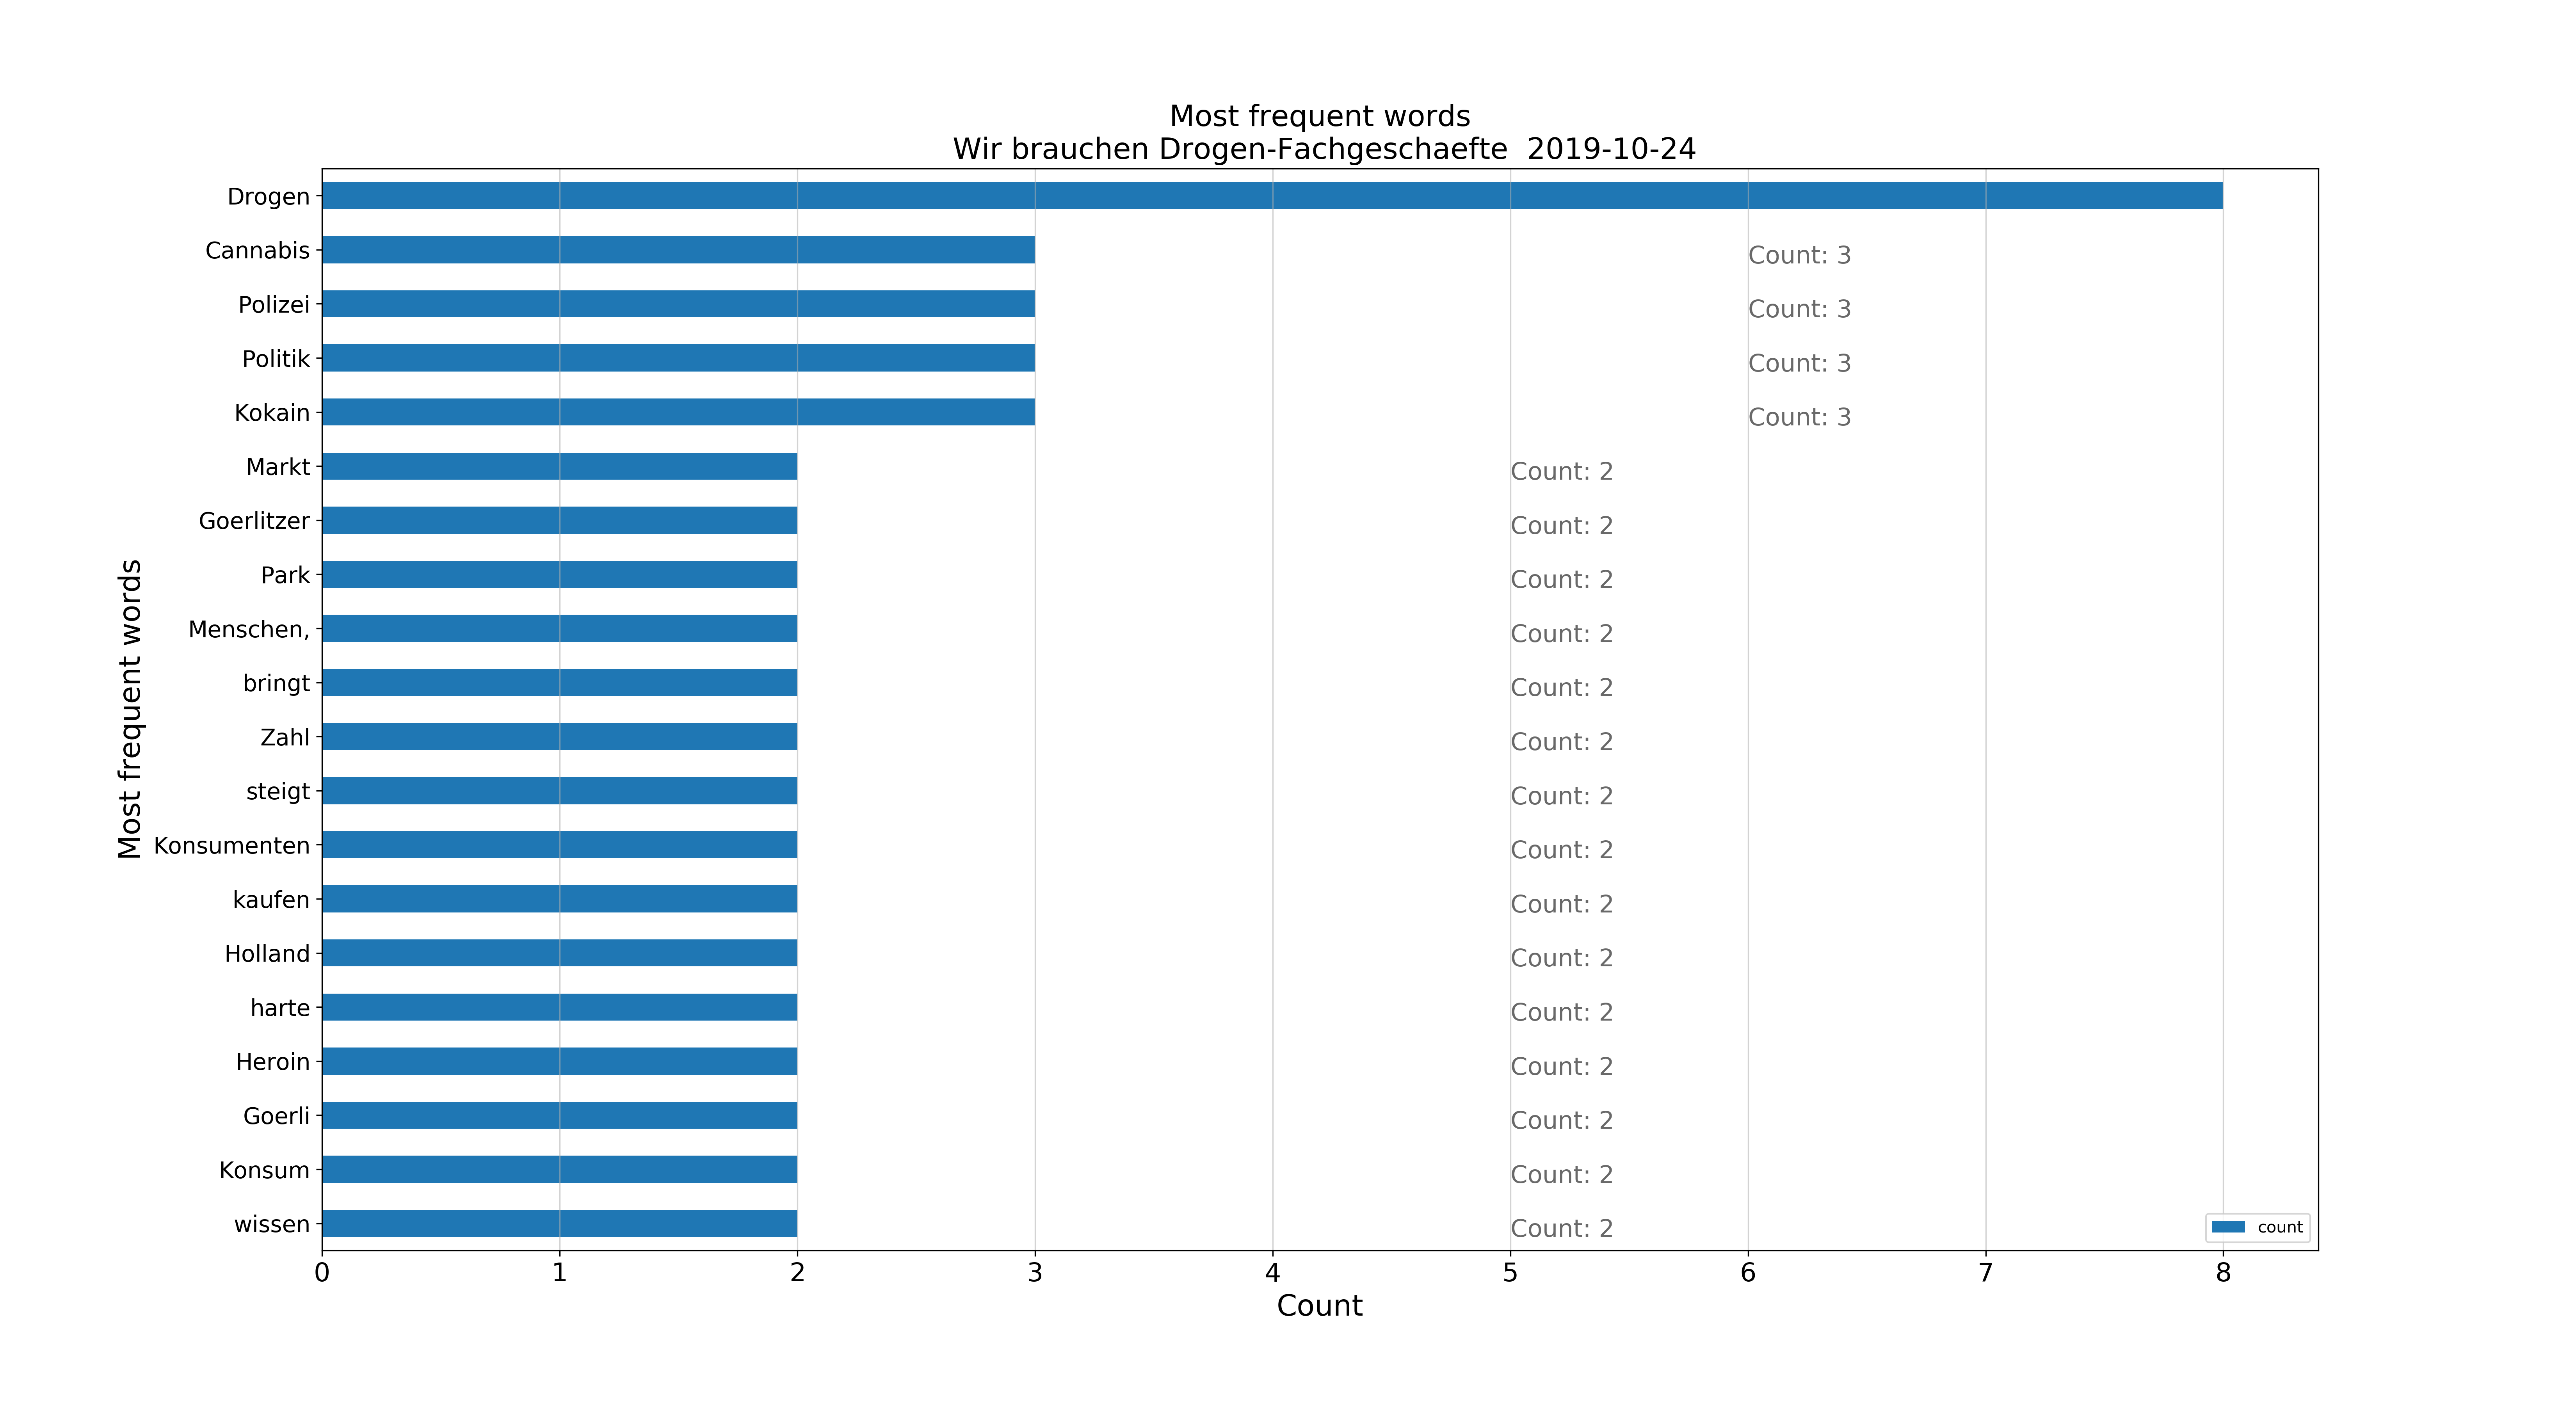 Most frequent words
Wir brauchen Drogen-Fachgeschaefte  2019-10-24
Most frequent words
Drogen
Cannabis Count: 3
Polizei Count: 3
Politik Count: 3
Kokain Count: 3
Markt Count: 2
Goerlitzer Count: 2
Park Count: 2
Menschen, Count: 2
bringt Count: 2
Zahl Count: 2
steigt Count: 2
Konsumenten Count: 2
kaufen Count: 2
Holland Count: 2
harte Count: 2
Heroin Count: 2
Goerli Count: 2
Konsum Count: 2
wissen Count: 2
count
0 1 2 3 4 5 6 7 8
Count